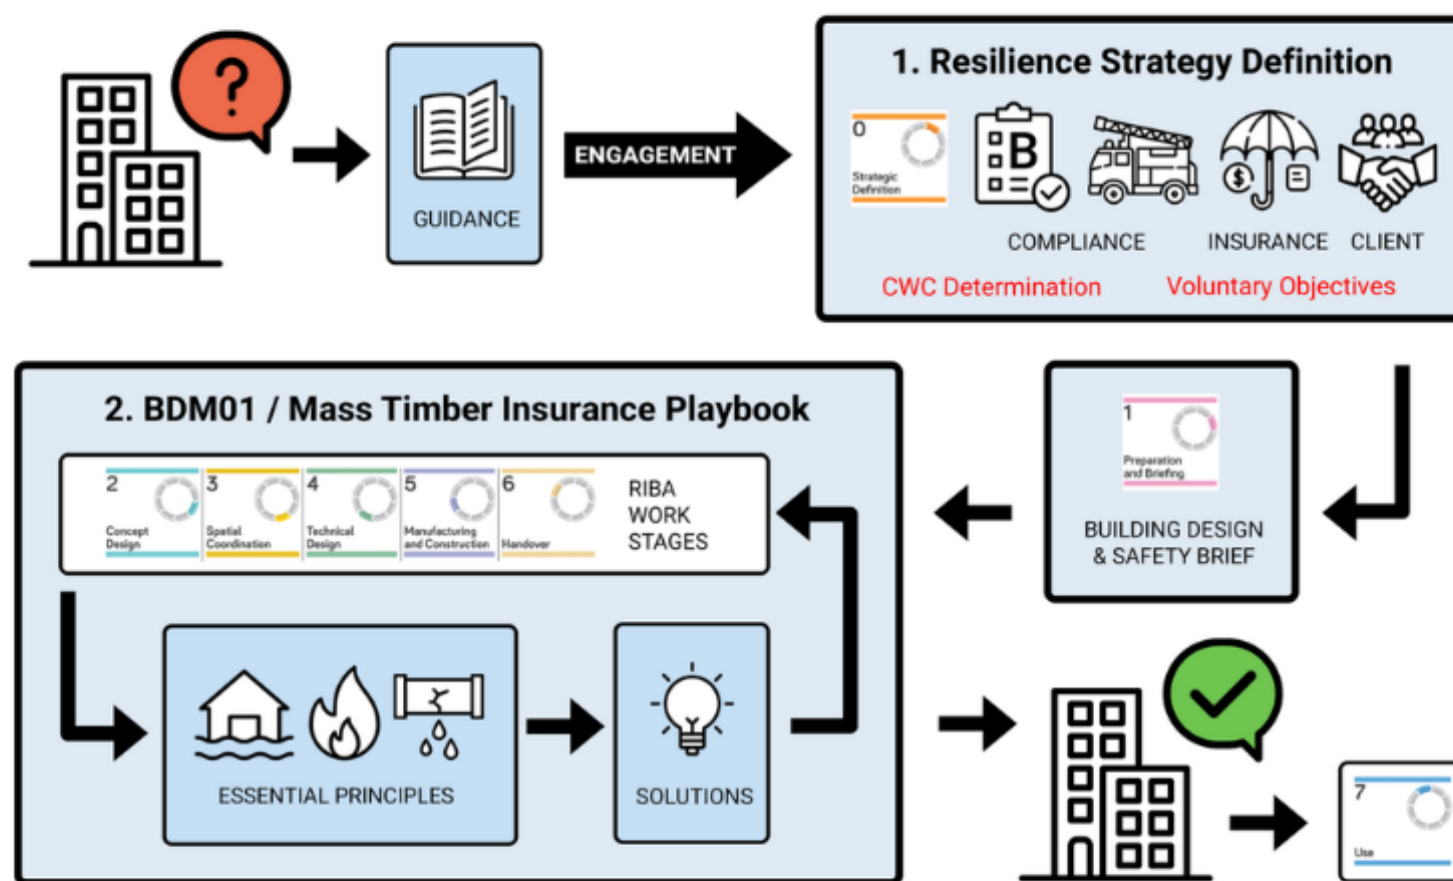 ?
GUIDANCE
ENGAGEMENT
1. Resilience Strategy Definition
0
Strategic
Definition
B
$
COMPLIANCE
INSURANCE
CLIENT
CWC Determination
Voluntary Objectives
2. BDM01 / Mass Timber Insurance Playbook
2
Concept
Design
3
Spatial
Coordination
4
Technical
Design
5
Manufacturing
and Construction
6
Handover
RIBA
WORK
STAGES
1
Preparation
and Briefing
BUILDING DESIGN
& SAFETY BRIEF
ESSENTIAL PRINCIPLES
SOLUTIONS
7
Use